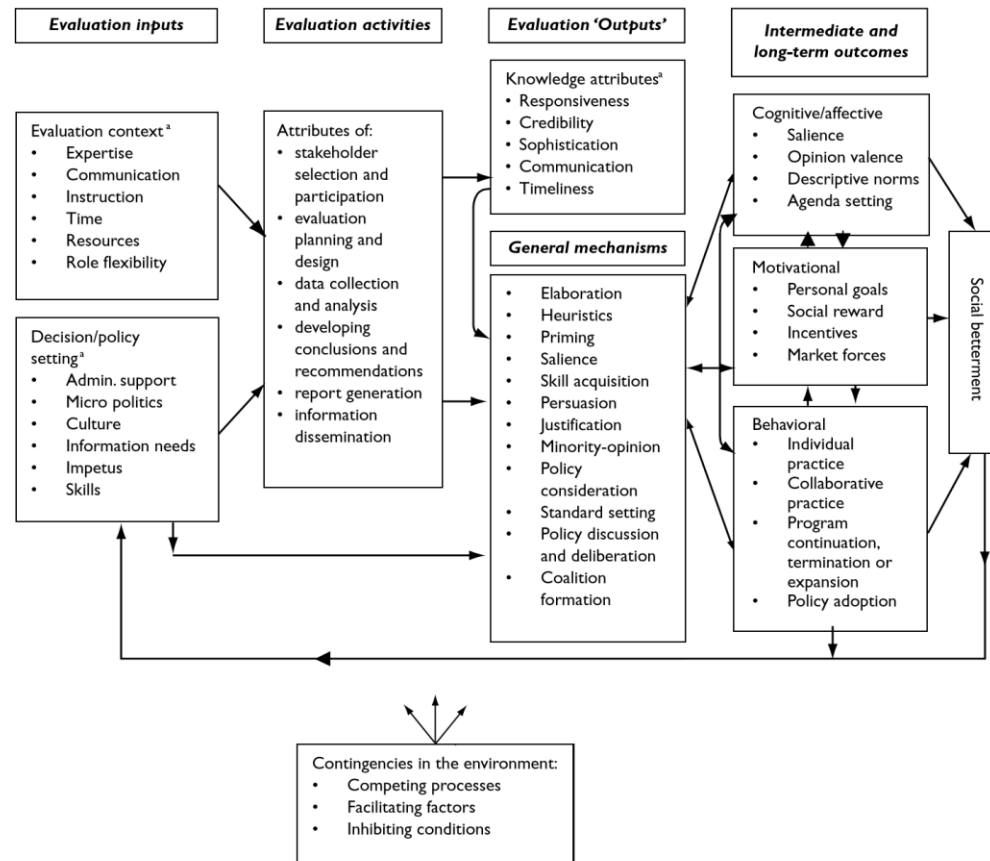 Evaluation inputs
Evaluation context a
• Expertise
• Communication
• Instruction
• Time
• Resources
• Role flexibility
Decision/policy
setting a
• Admin. support
• Micro politics
• Culture
• Information needs
• Impetus
• Skills
Evaluation activities
Attributes of:
• stakeholder
selection and
participation
• evaluation
planning and
design
• data collection
and analysis
• developing
conclusions and
recommendations
• report generation
• information
dissemination
Evaluation ‘Outputs’
Knowledge attributes a
• Responsiveness
• Credibility
• Sophistication
• Communication
• Timeliness
General mechanisms
• Elaboration
• Heuristics
• Priming
• Salience
• Skill acquisition
• Persuasion
• Justification
• Minority-opinion
• Policy
consideration
• Standard setting
• Policy discussion
and deliberation
• Coalition
formation
Intermediate and
long-term outcomes
Cognitive/affective
• Salience
• Opinion valence
• Descriptive norms
• Agenda setting
Motivational
• Personal goals
• Social reward
• Incentives
• Market forces
Behavioral
• Individual
practice
• Collaborative
practice
• Program
continuation,
termination or
expansion
• Policy adoption
Social betterment
Contingencies in the environment:
• Competing processes
• Facilitating factors
• Inhibiting conditions